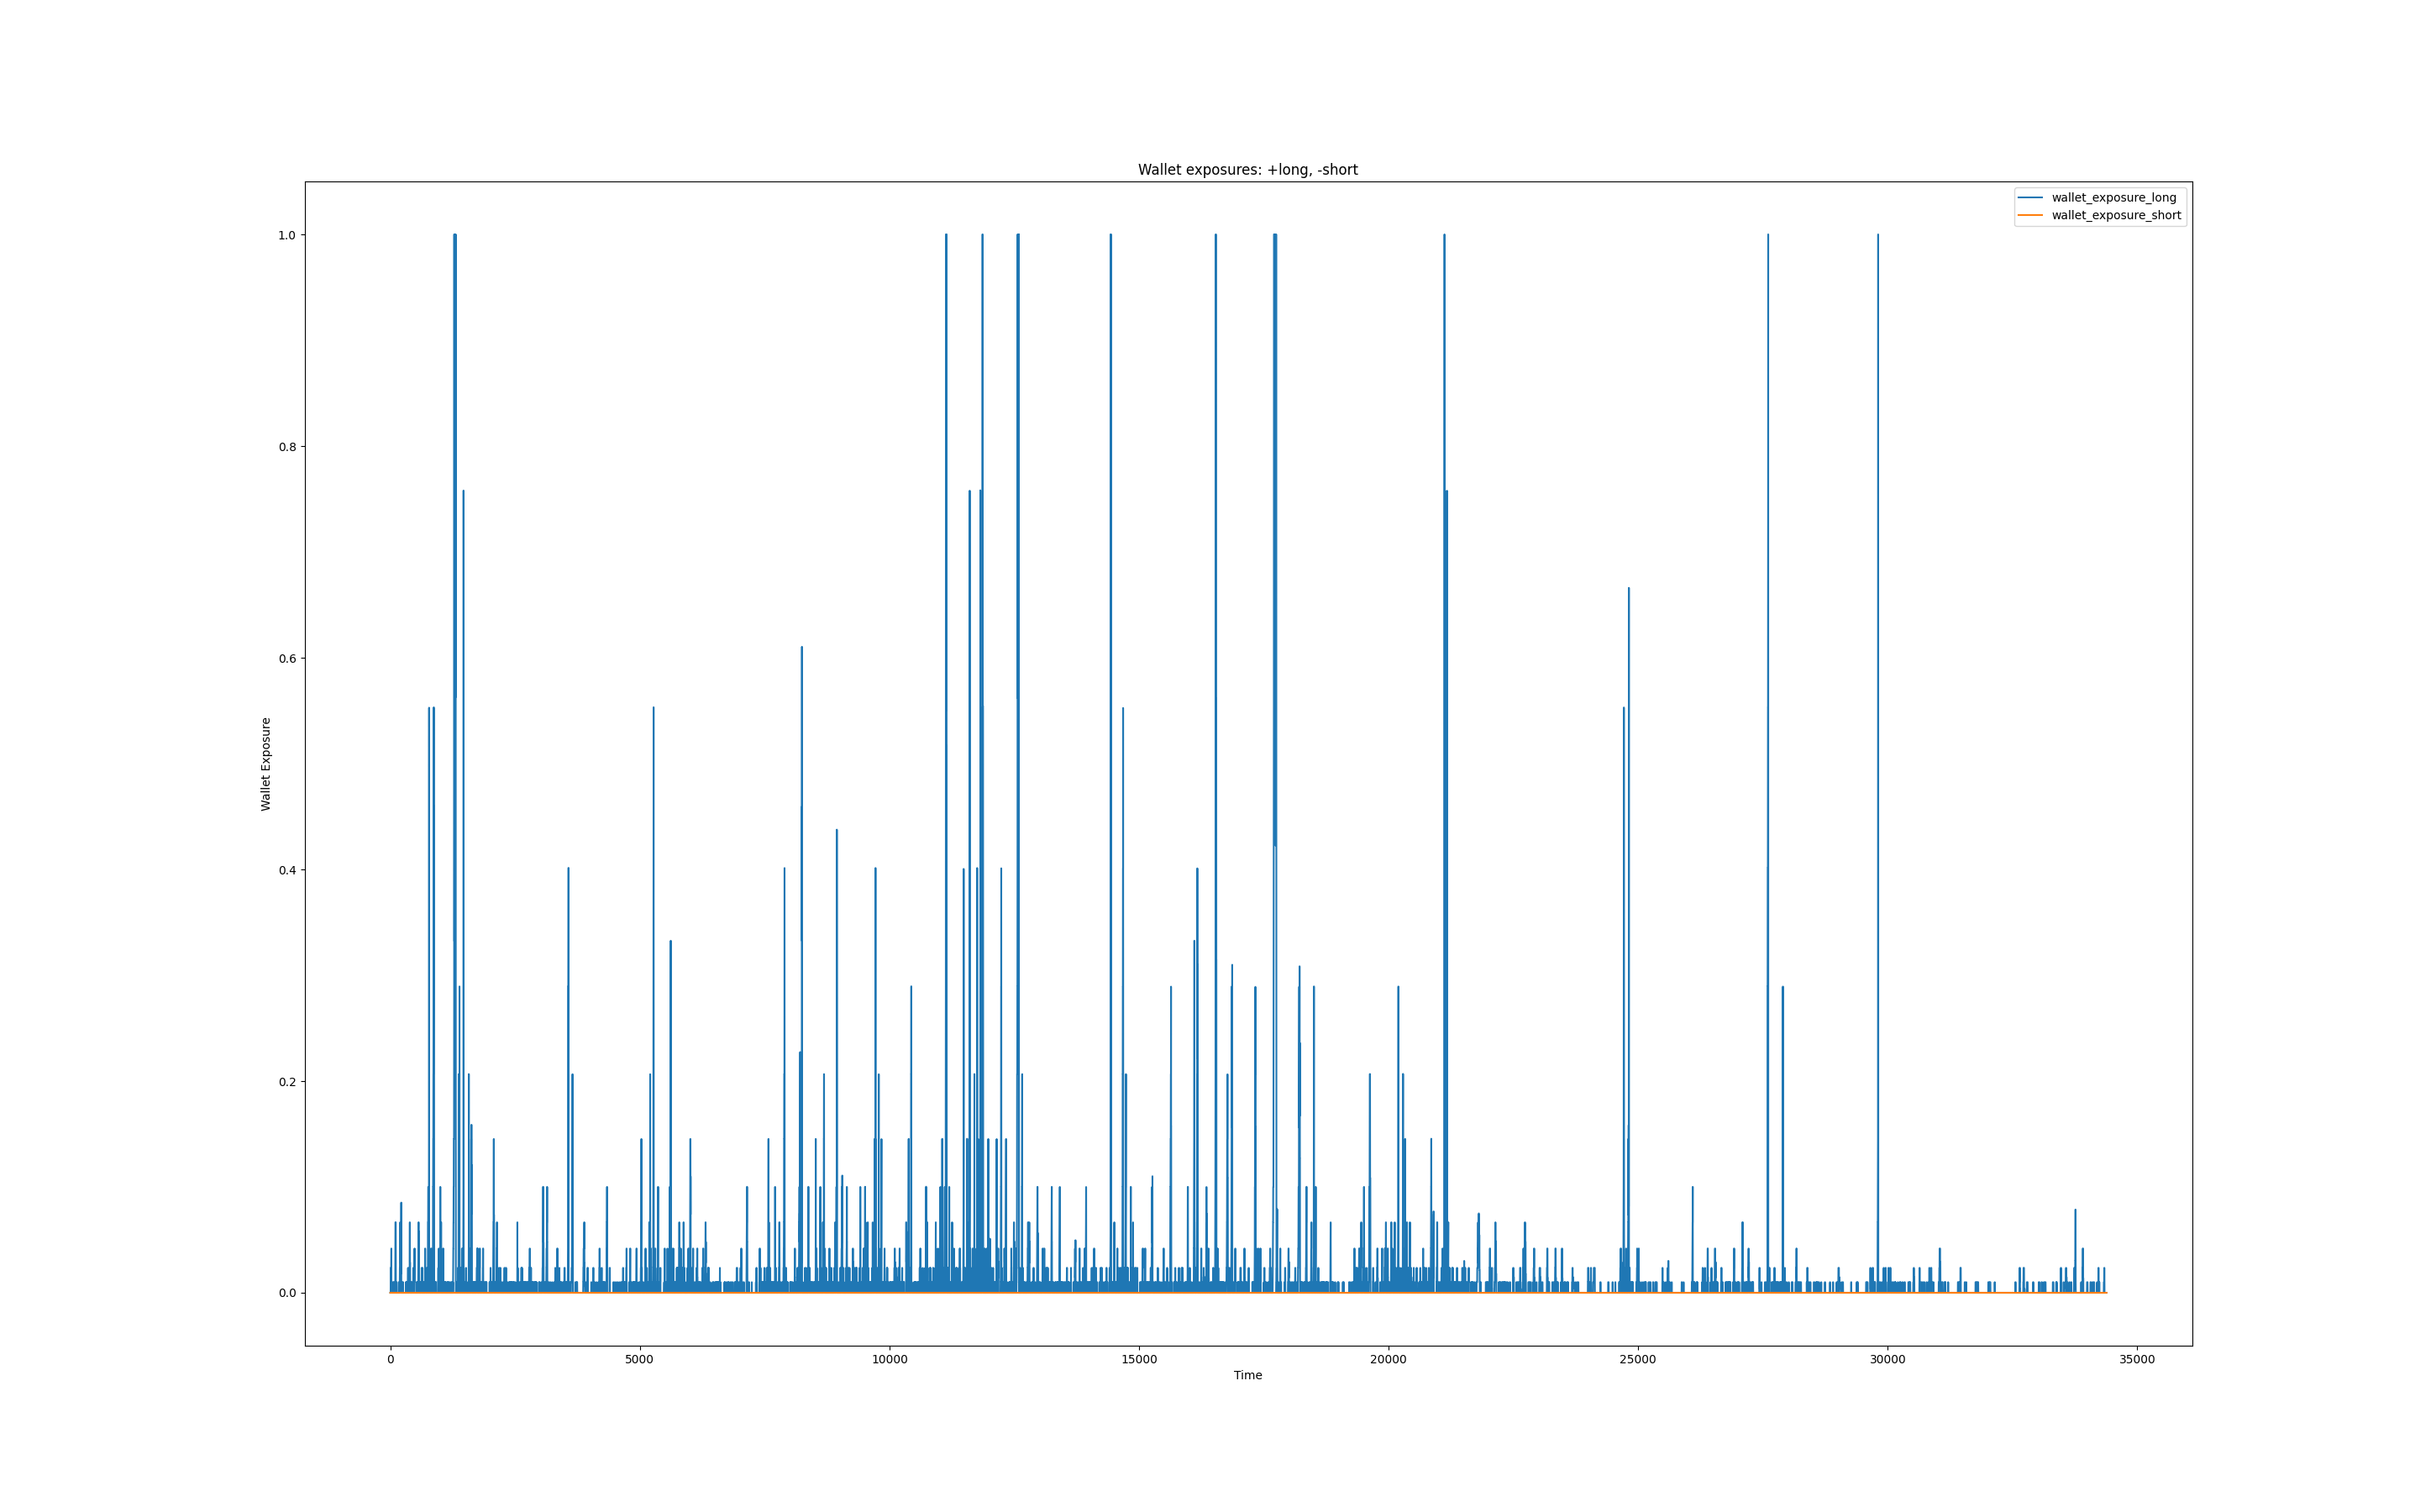 Wallet exposures: +long, -short
wallet_exposure_long
wallet_exposure_short
1.0
0.8
0.6
0.4
0.2
0.0
Wallet Exposure
0 5000 10000 15000 20000 25000 30000 35000
Time